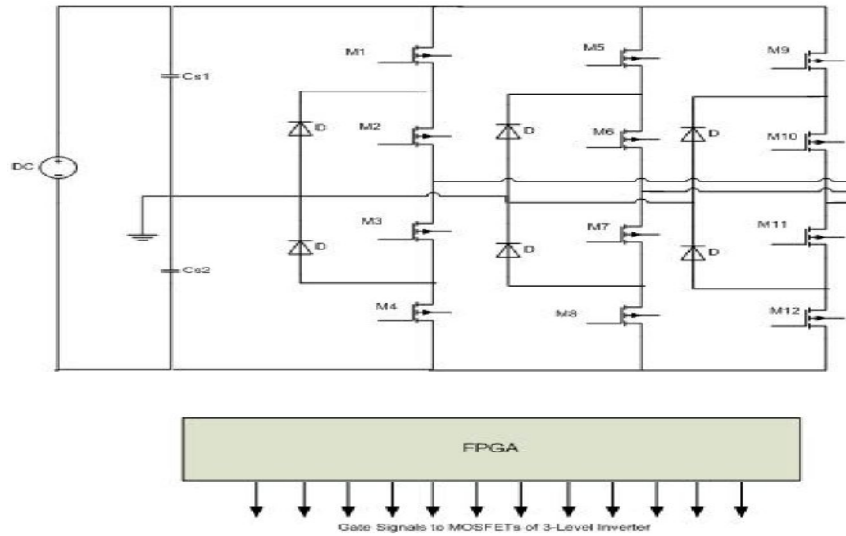 M1
M5
M9
Cs1
D
M2
D
M6
D
M10
DC
M3
D
M7
D
M11
D
Cs2
M4
M8
M12
FPGA
Gate Signals to MOSFETs of 3-Level Inverter